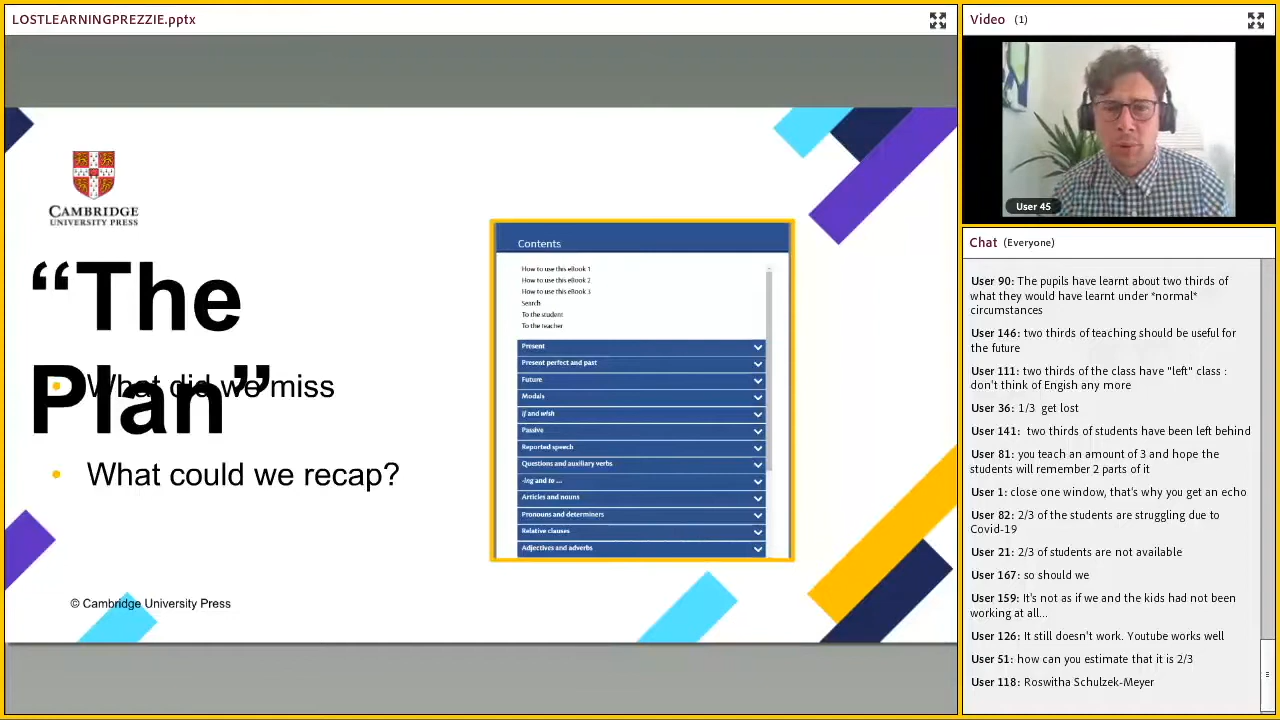 LOSTLEARNINGPREZZIE.pptx
CAMBRIDGE
UNIVERSITY PRESS
“The
Plan”
• What did we miss
• What could we recap?
© Cambridge University Press
Contents
How to use this eBook 1
How to use this eBook 2
How to use this eBook 3
Search
To the student
To the teacher
Present
Present perfect and past
Future
Modals
if and wish
Passive
Reported speech
Questions and auxiliary verbs
-ing and to ...
Articles and nouns
Pronouns and determiners
Relative clauses
Adjectives and adverbs
Video (1)
User 45
Chat (Everyone)
User 90: The pupils have learnt about two thirds of
what they would have learnt under *normal*
circumstances
User 146: two thirds of teaching should be useful for
the future
User 111: two thirds of the class have "left" class :
don't think of Engish any more
User 36: 1/3 get lost
User 141: two thirds of students have been left behind
User 81: you teach an amount of 3 and hope the
students will remember 2 parts of it
User 1: close one window, that's why you get an echo
User 82: 2/3 of the students are struggling due to
Covid-19
User 21: 2/3 of students are not available
User 167: so should we
User 159: It's not as if we and the kids had not been
working at all...
User 126: It still doesn't work. Youtube works well
User 51: how can you estimate that it is 2/3
User 118: Roswitha Schulzek-Meyer